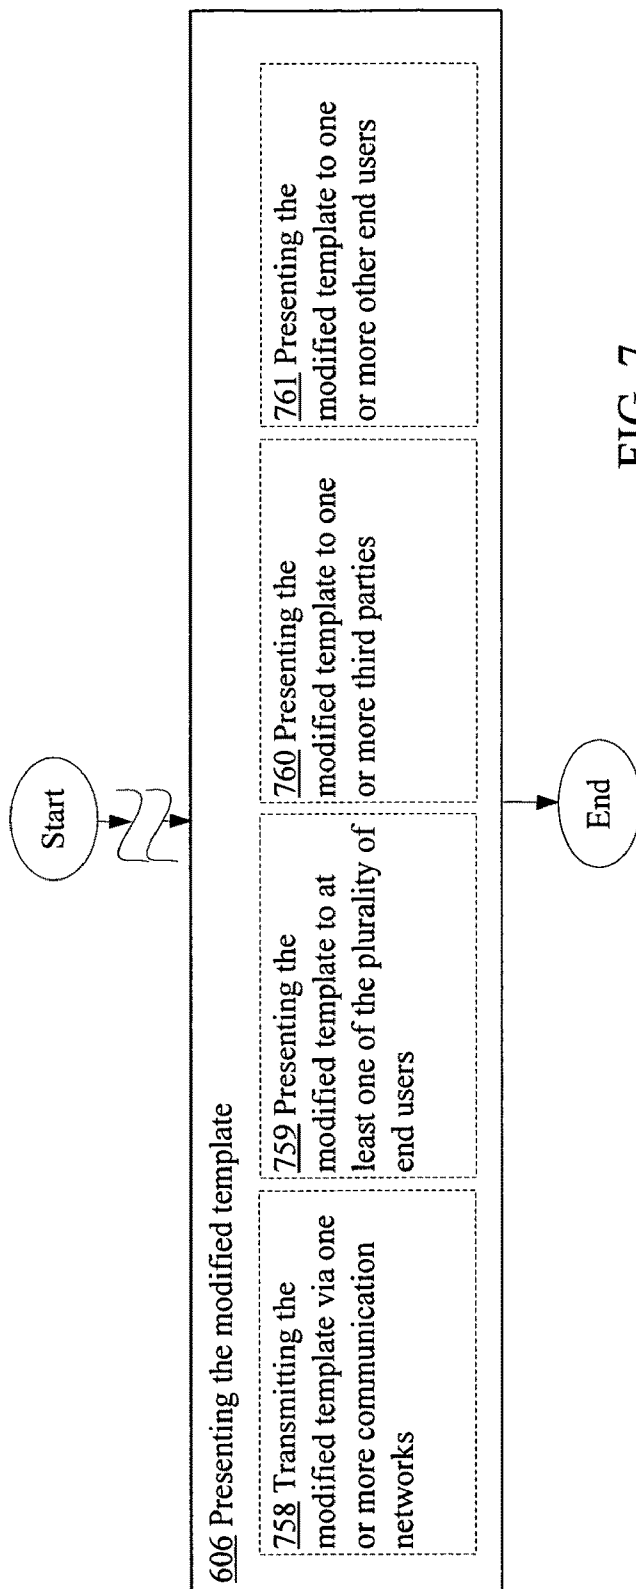 Start
606 Presenting the modified template
758 Transmitting the
modified template via one
or more communication
networks
759 Presenting the
modified template to at
least one of the plurality of
end users
760 Presenting the
modified template to one
or more third parties
761 Presenting the
modified template to one
or more other end users
End
FIG. 7